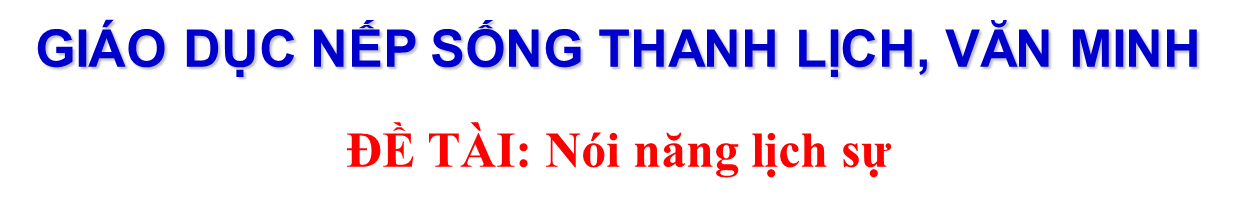 GIÁO DỤC NẾP SỐNG THANH LỊCH, VĂN MINH
ĐỀ TÀI: Nói năng lịch sự